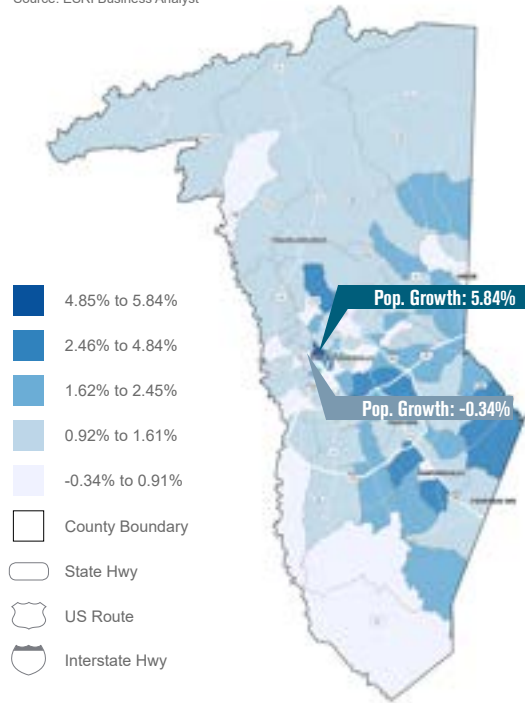 Source: ESRI Business Analyst
Pop. Growth: 5.84%
Pop. Growth: -0.34%
4.85% to 5.84%
2.46% to 4.84%
1.62% to 2.45%
0.92% to 1.61%
-0.34% to 0.91%
County Boundary
State Hwy
US Route
Interstate Hwy